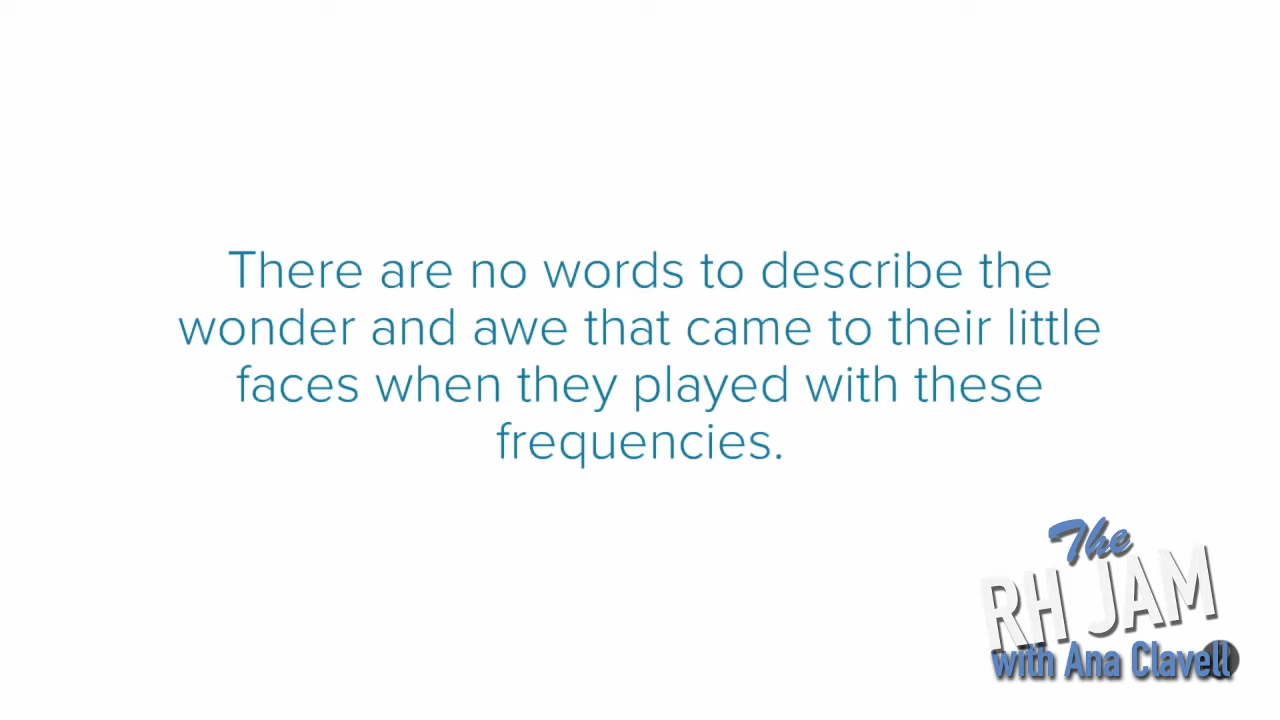 There are no words to describe the
wonder and awe that came to their little
faces when they played with these
frequencies.
The
RH JAM
with Ana Clavell